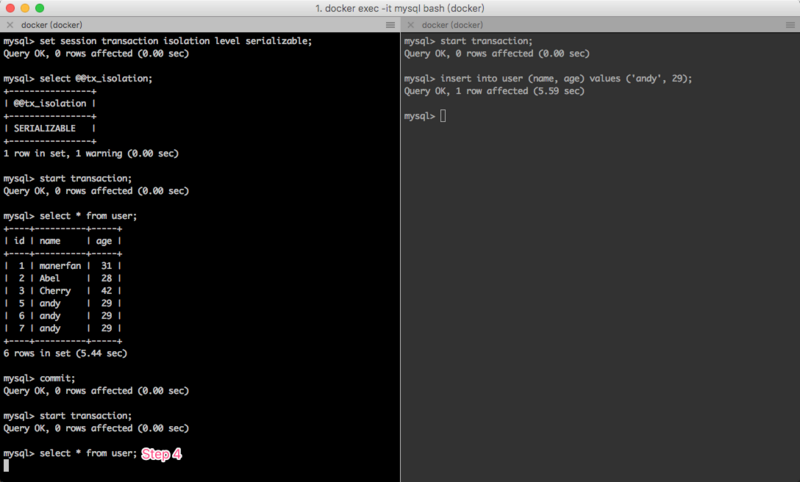 1. docker exec -it mysql bash (docker)
docker (docker)
mysql> set session transaction isolation level serializable;
Query OK, 0 rows affected (0.00 sec)
mysql> select @@tx_isolation;
+----------------+
| @@tx_isolation |
+----------------+
| SERIALIZABLE   |
+----------------+
1 row in set, 1 warning (0.00 sec)
mysql> start transaction;
Query OK, 0 rows affected (0.00 sec)
mysql> select * from user;
+----+----------+-----+
| id | name     | age |
+----+----------+-----+
|  1 | manerfan |  31 |
|  2 | Abel     |  28 |
|  3 | Cherry   |  42 |
|  5 | andy     |  29 |
|  6 | andy     |  29 |
|  7 | andy     |  29 |
+----+----------+-----+
6 rows in set (5.44 sec)
mysql> commit;
Query OK, 0 rows affected (0.00 sec)
mysql> start transaction;
Query OK, 0 rows affected (0.00 sec)
mysql> select * from user; Step 4
docker (docker)
mysql> start transaction;
Query OK, 0 rows affected (0.00 sec)
mysql> insert into user (name, age) values ('andy', 29);
Query OK, 1 row affected (5.59 sec)
mysql>